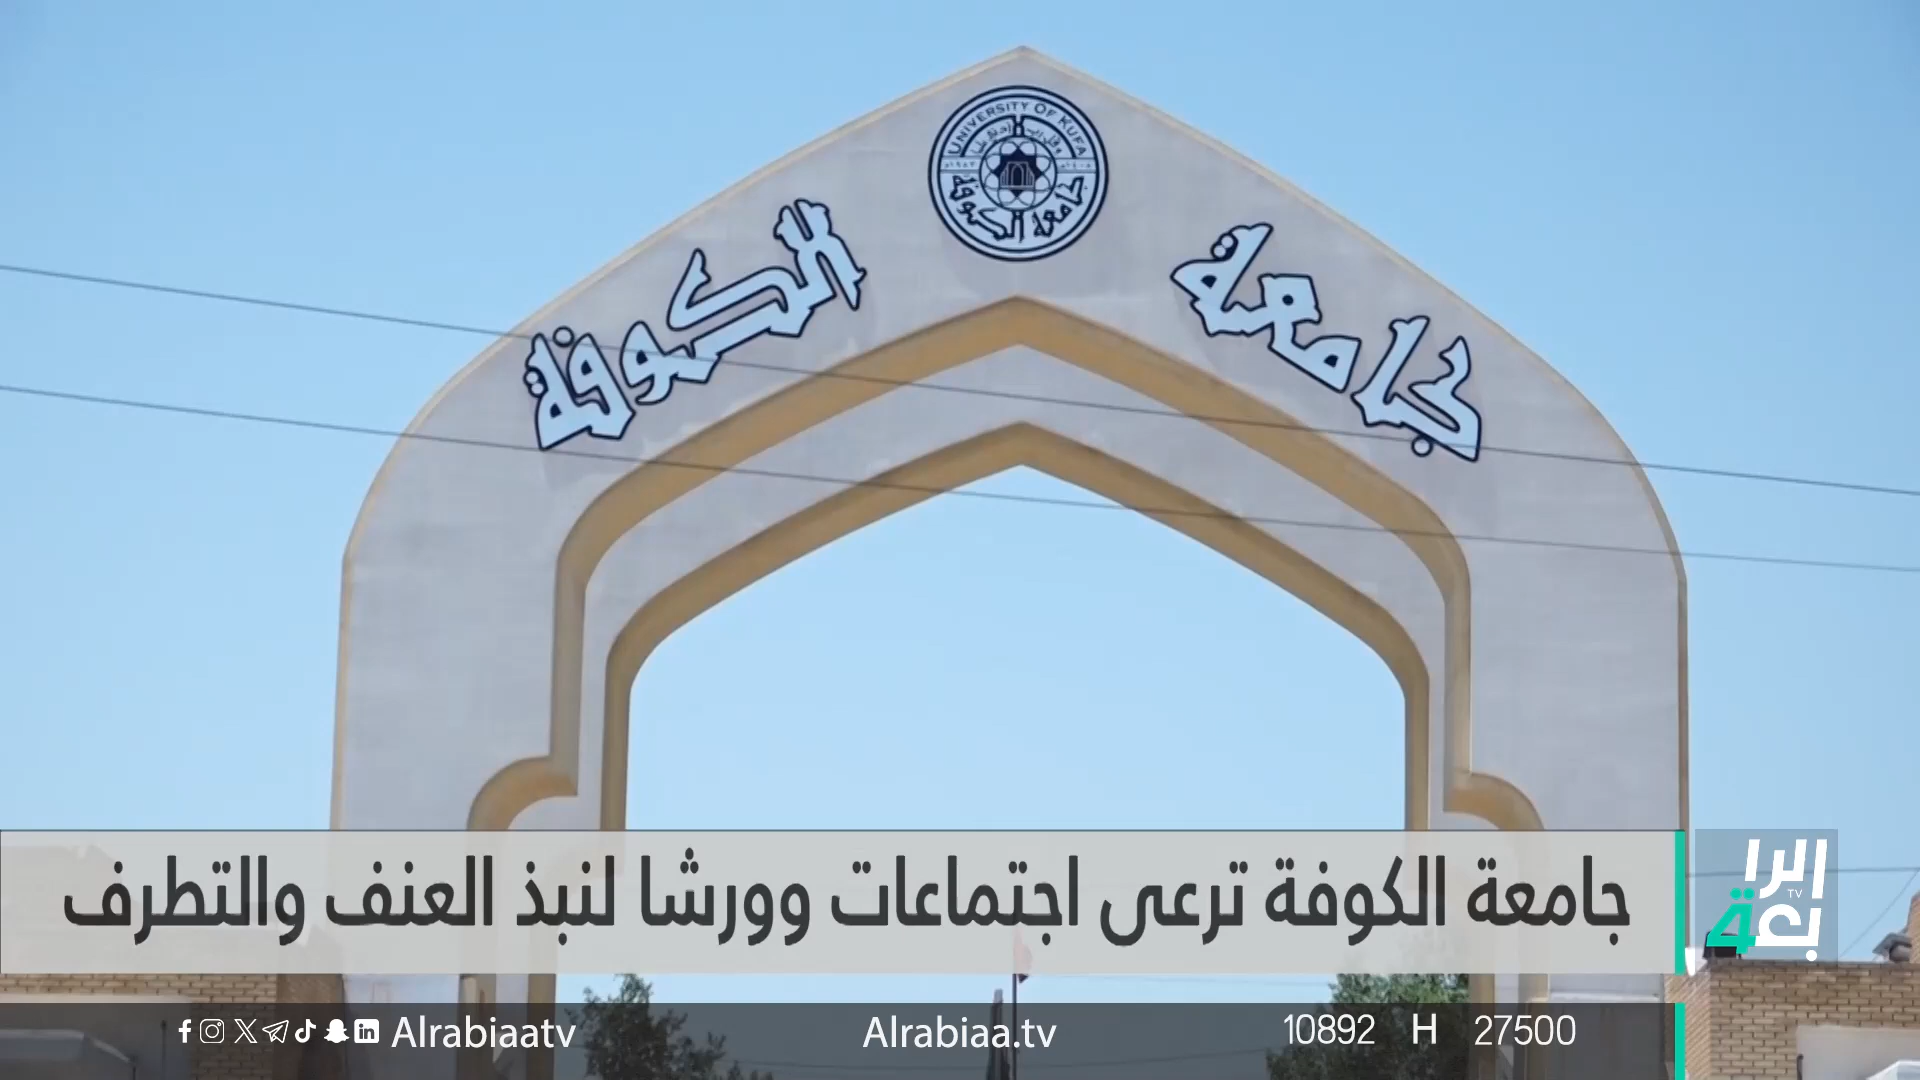 UNIVERSITY OF KUFA
جامعة الكوفة
جامعة الكوفة
جامعة الكوفة ترعى اجتماعات وورشا لنبذ العنف والتطرف
الرابعة
TV
4
Alrabiaatv
Alrabiaa.tv
10892 H 27500